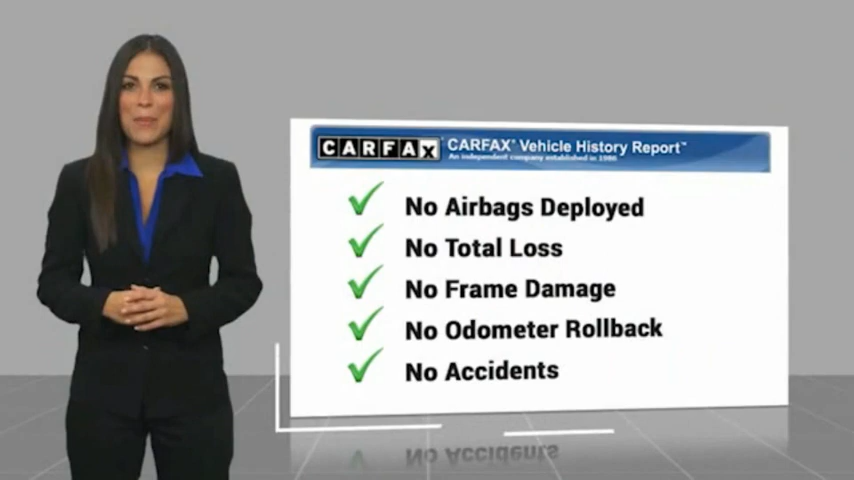 CARFAX CARFAX® Vehicle History Report™
An independent company established in 1986
No Airbags Deployed
No Total Loss
No Frame Damage
No Odometer Rollback
No Accidents
No Accidents